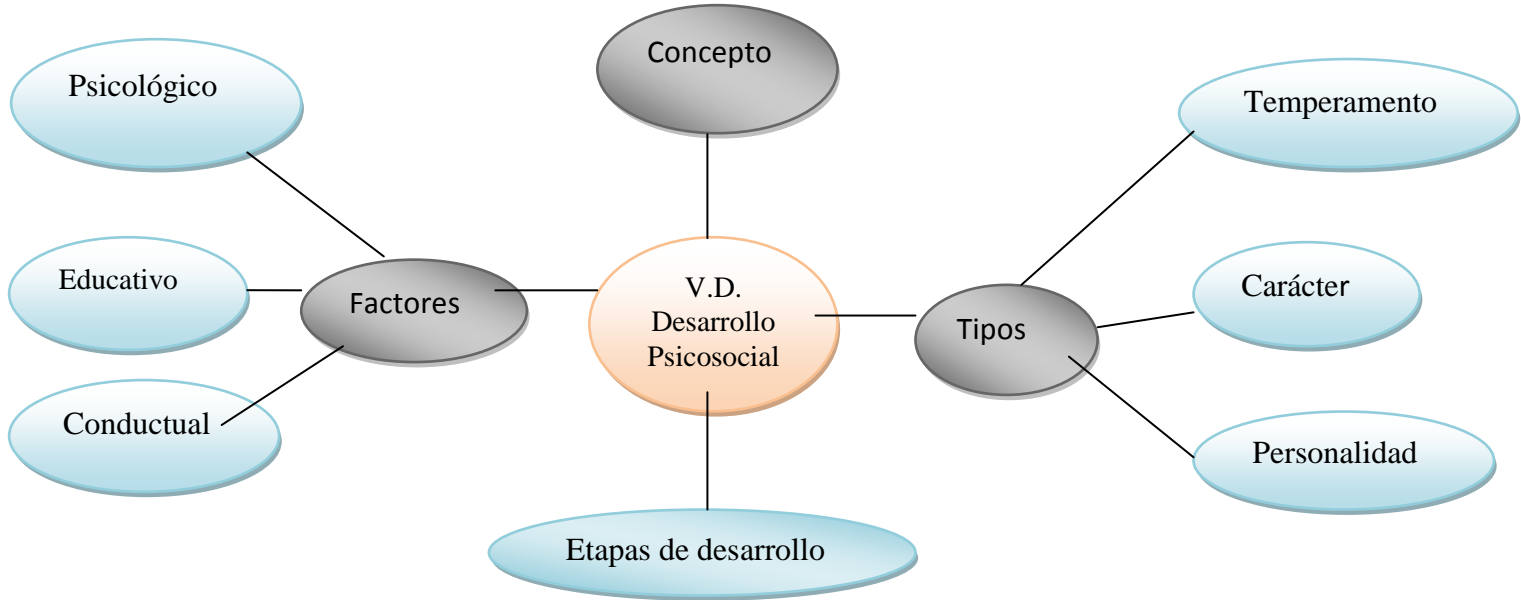 Concepto
Psicológico
Temperamento
Educativo
Factores
V.D.
Desarrollo
Psicosocial
Tipos
Carácter
Conductual
Personalidad
Etapas de desarrollo